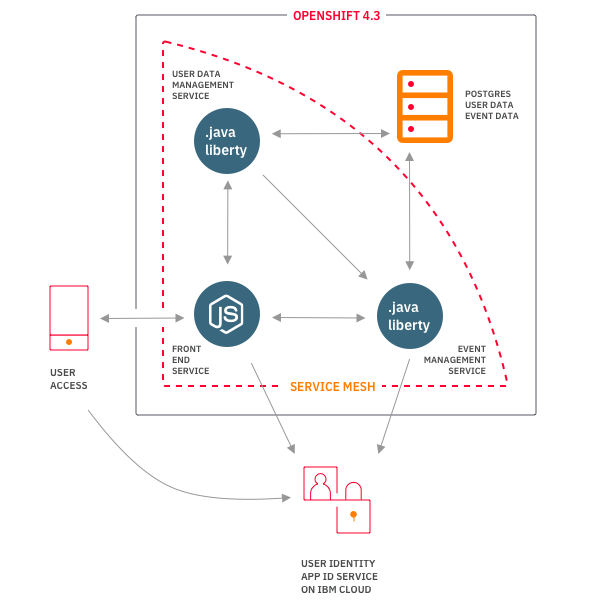 OPENSHIFT 4.3
USER DATA
MANAGEMENT
SERVICE
.java
liberty
POSTGRES
USER DATA
EVENT DATA
JS
.java
liberty
FRONT
END
SERVICE
EVENT
MANAGEMENT
SERVICE
USER
ACCESS
SERVICE MESH
USER IDENTITY
APP ID SERVICE
ON IBM CLOUD